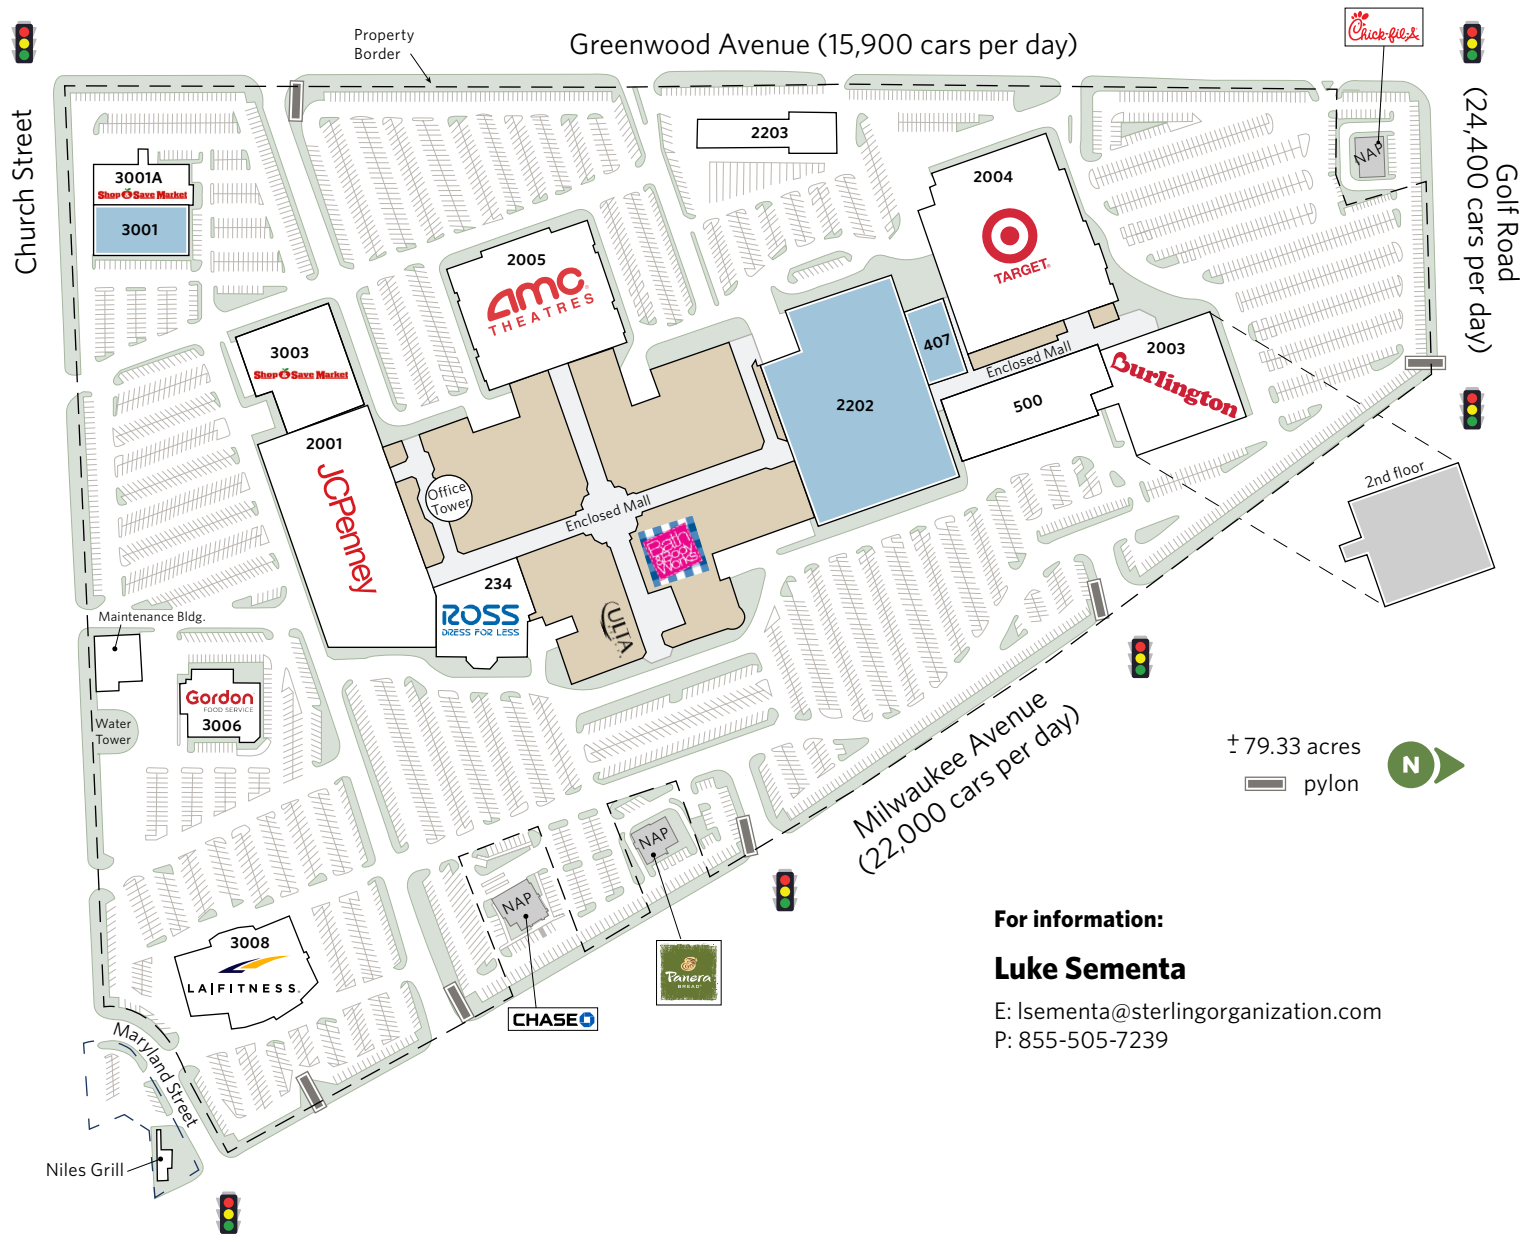 Property
Border
Greenwood Avenue (15,900 cars per day)
Chick-fil-A
Church Street
Golf Road
(24,400 cars per day)
NAP
2203
3001A
Shop Save Market
3001
2004
TARGET
2005
AMC
THEATRES
407
Enclosed Mall
2003
Burlington
3003
Shop Save Market
2202
500
2001
JCPenney
Office
Tower
Enclosed Mall
2nd floor
Bath
& Body
Works
234
ROSS
DRESS FOR LESS
ULTA
Maintenance Bldg.
Gordon
FOOD SERVICE
3006
Water
Tower
Milwaukee Avenue
(22,000 cars per day)
± 79.33 acres
pylon
N
NAP
NAP
3008
LA|FITNESS.
Panera
BREAD
CHASE
For information:
Luke Sementa
E: lsementa@sterlingorganization.com
P: 855-505-7239
Maryland Street
Niles Grill